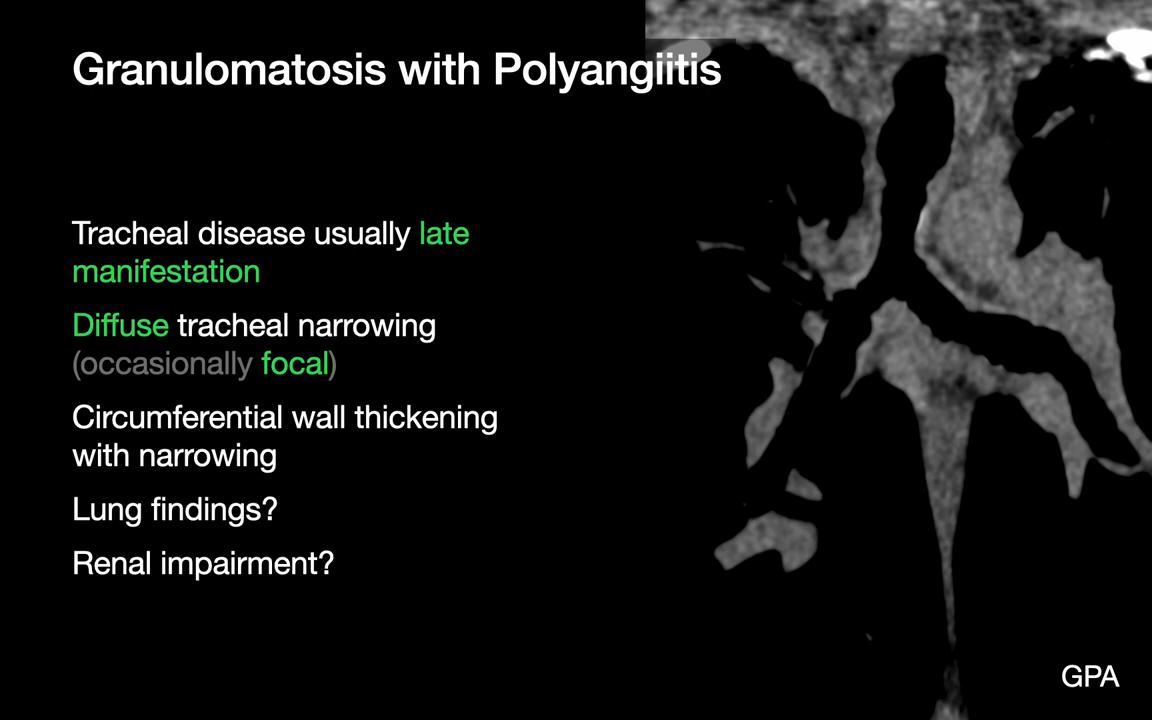 Granulomatosis with Polyangiitis
Tracheal disease usually late
manifestation
Diffuse tracheal narrowing
(occasionally focal)
Circumferential wall thickening
with narrowing
Lung findings?
Renal impairment?
GPA